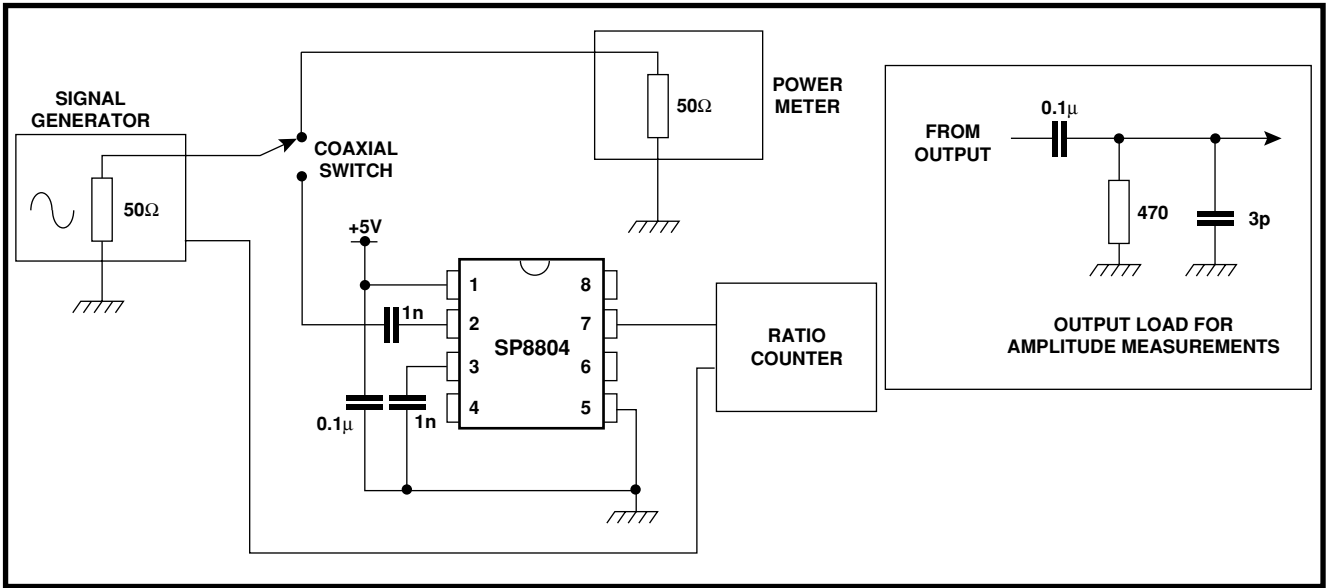 SIGNAL
GENERATOR
50Ω
COAXIAL
SWITCH
50Ω
POWER
METER
+5V
1n
0.1μ
1n
1
2
3
4
SP8804
8
7
6
5
RATIO
COUNTER
FROM
OUTPUT
0.1μ
470
3p
OUTPUT LOAD FOR
AMPLITUDE MEASUREMENTS